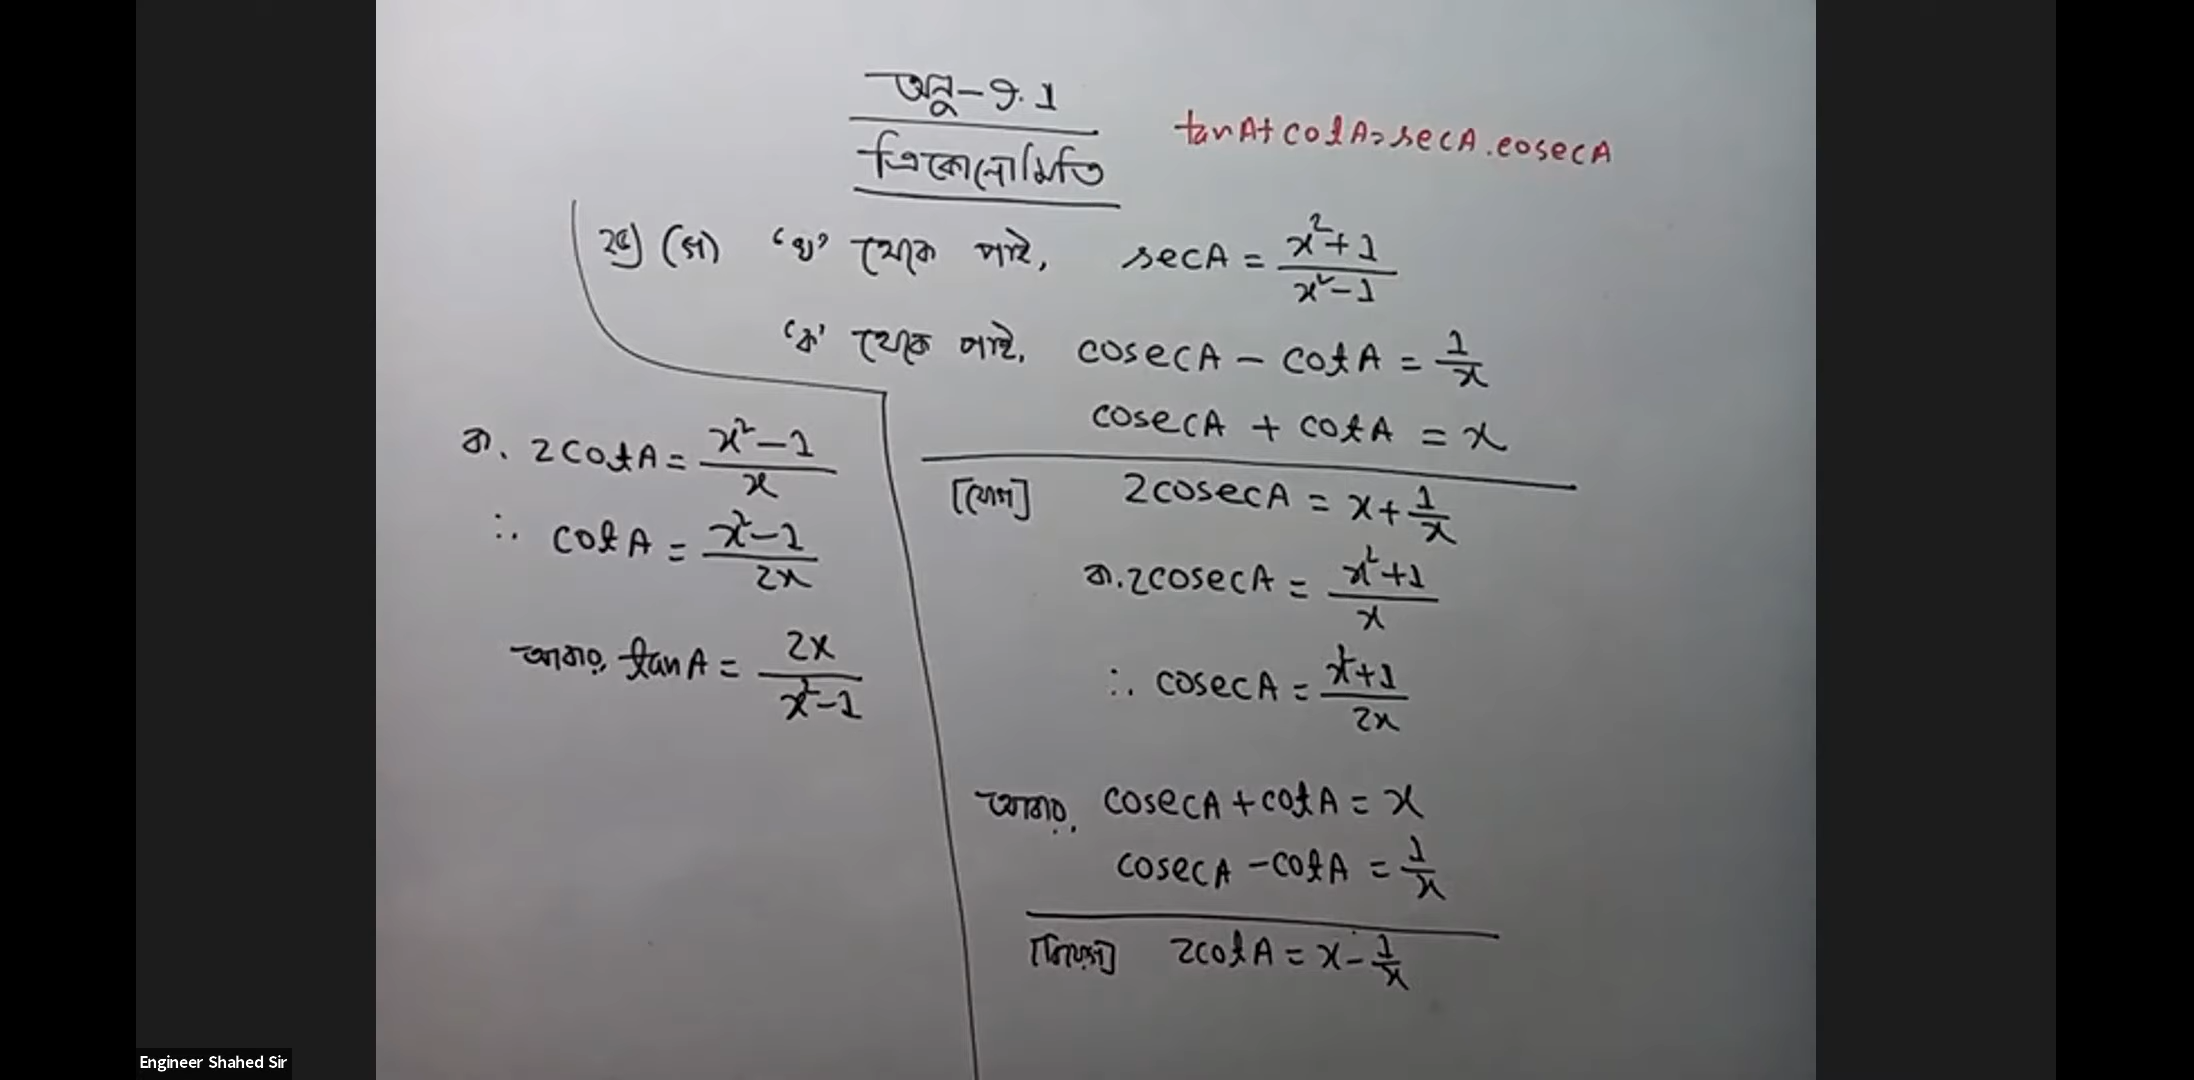 অনু-৯.1
ত্রিকোনোমিতি
tanA+cotA=secA.cosecA
২৫) (গ) ‘খ’ থেকে পাই, secA = x²+1/x²-1
‘ক’ থেকে পাই, cosecA - cotA = 1/x
cosecA + cotA = x
[যোগ] 2cosecA = x+1/x
বা.2cosecA = x²+1/x
∴ cosecA = x²+1/2x
আবার, cosecA+cotA = x
cosecA -cotA = 1/x
[বিয়োগ] 2cotA = x-1/x
বা. 2cotA = x²-1/x
∴ cotA = x²-1/2x
আবার, tanA = 2x/x²-1
Engineer Shahed Sir